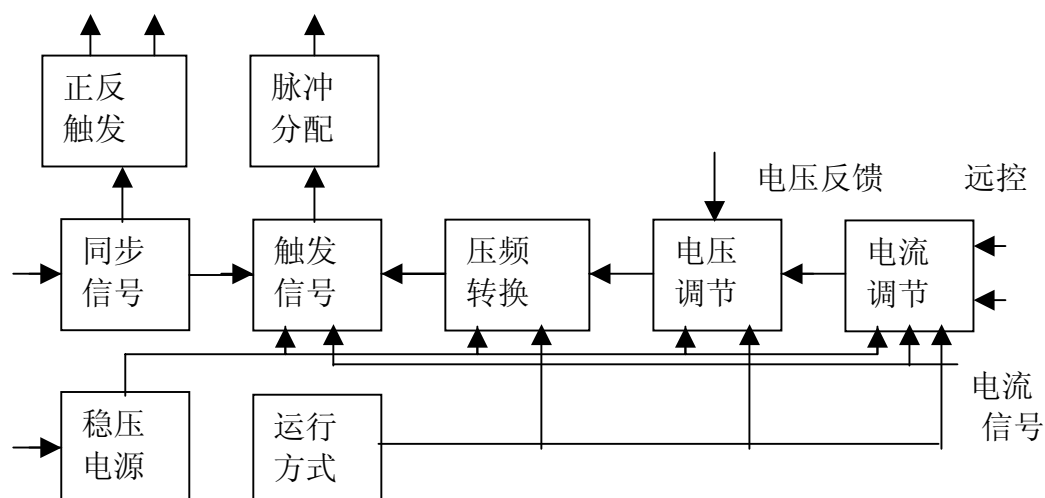 正反
触发
脉冲
分配
电压反馈
远控
同步
信号
触发
信号
压频
转换
电压
调节
电流
调节
稳压
电源
运行
方式
电流
信号